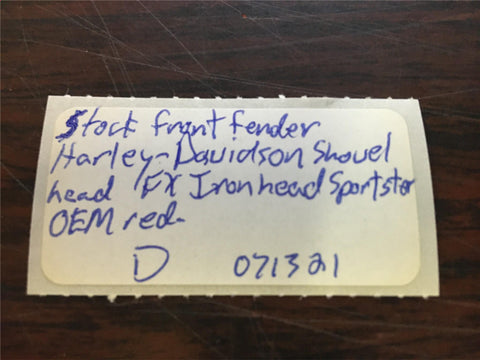 Stock front fender
Harley-Davidson Shovel
head FX Ironhead Sportster
OEM red.
D 071321